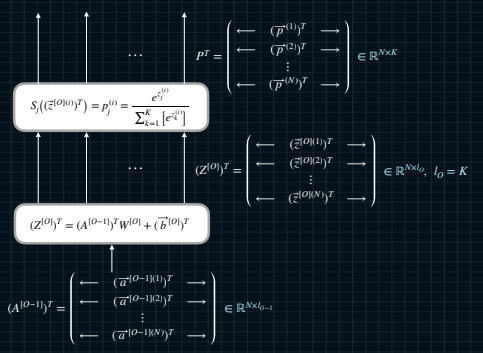 P^T = ( ⟵ (p⃗^(1))^T ⟶
⟵ (p⃗^(2))^T ⟶
⋮
⟵ (p⃗^(N))^T ⟶ ) ∈ ℝ^{N×K}
S_j((z⃗^{[O](i)})^T) = p_j^{(i)} = e^{z_j^{(i)}} / ∑_{k=1}^{K} [e^{z_k^{(i)}}]
...
(Z^{[O]})^T = ( ⟵ (z⃗^{[O](1)})^T ⟶
⟵ (z⃗^{[O](2)})^T ⟶
⋮
⟵ (z⃗^{[O](N)})^T ⟶ ) ∈ ℝ^{N×l_O}, l_O = K
...
(Z^{[O]})^T = (A^{[O−1]})^T W^{[O]} + (b⃗^{[O]})^T
(A^{[O−1]})^T = ( ⟵ (a⃗^{[O−1](1)})^T ⟶
⟵ (a⃗^{[O−1](2)})^T ⟶
⋮
⟵ (a⃗^{[O−1](N)})^T ⟶ ) ∈ ℝ^{N×l_{O−1}}